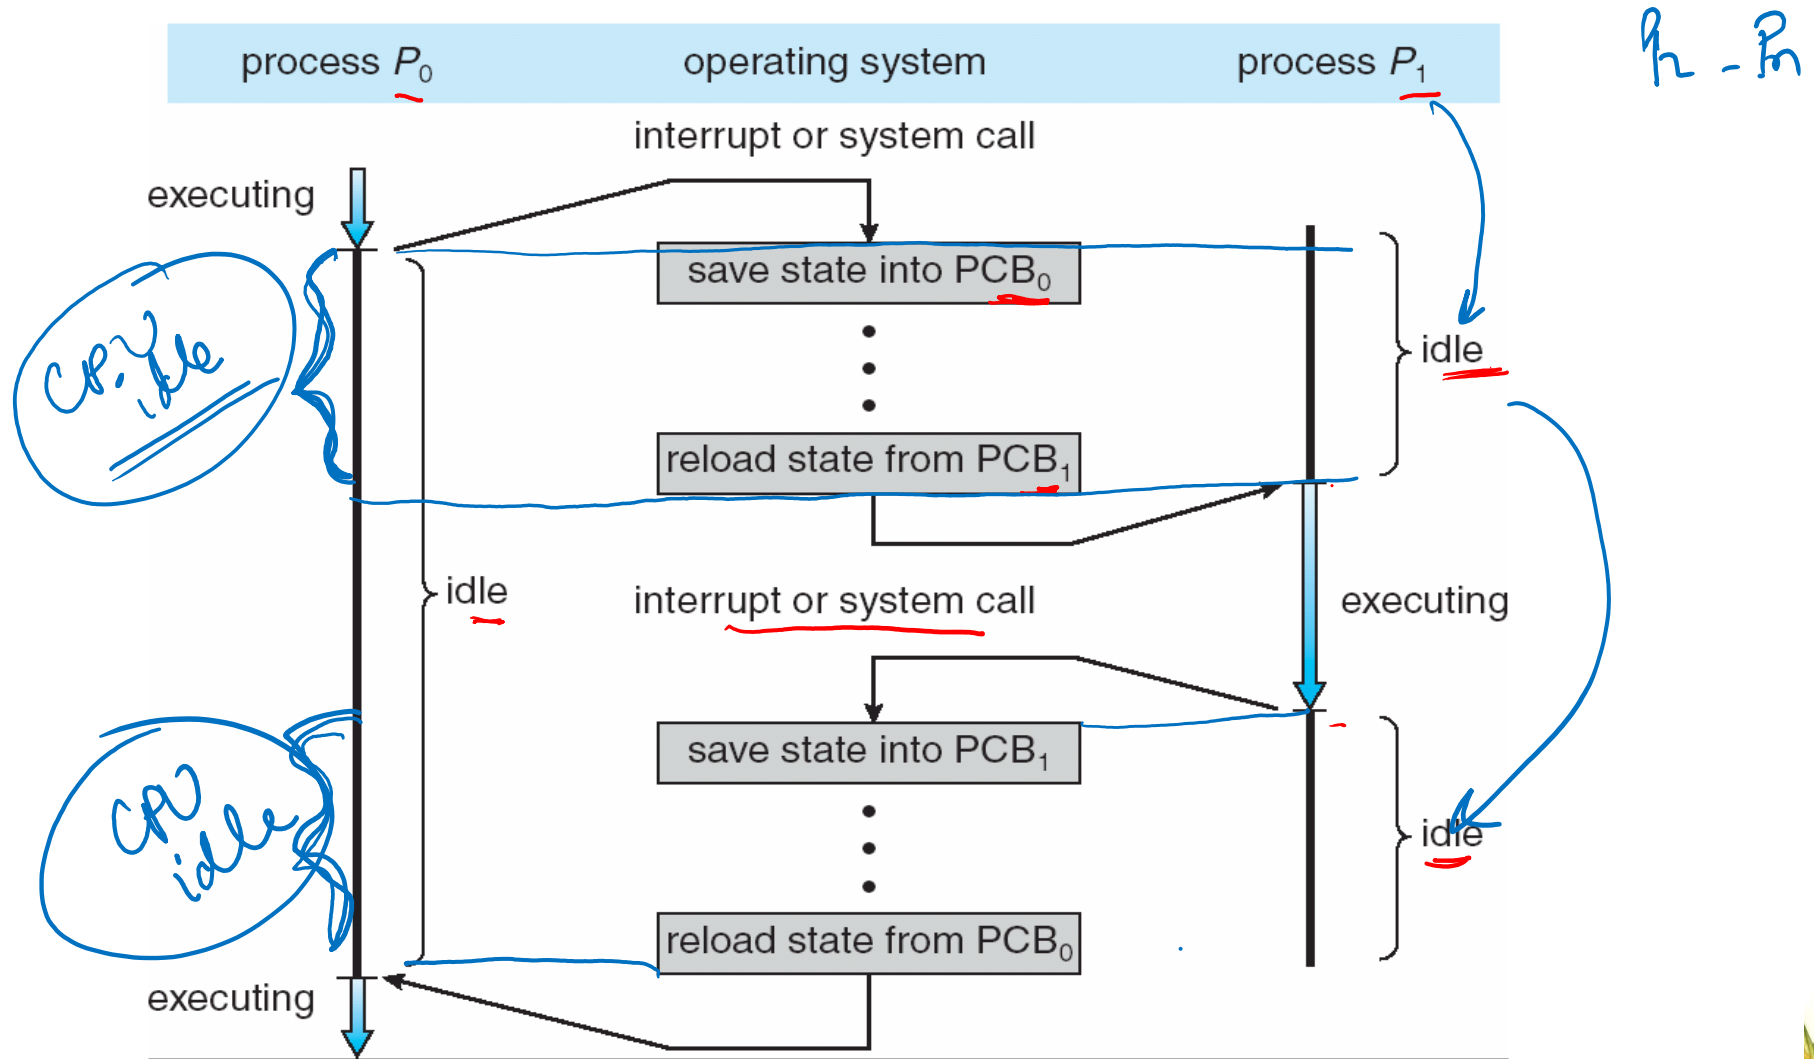 process P₀ operating system process P₁
P₂ - Pₙ
interrupt or system call
executing
save state into PCB₀
CPU
idle
idle
reload state from PCB₁
idle
interrupt or system call
executing
save state into PCB₁
CPU
idle
idle
reload state from PCB₀
executing